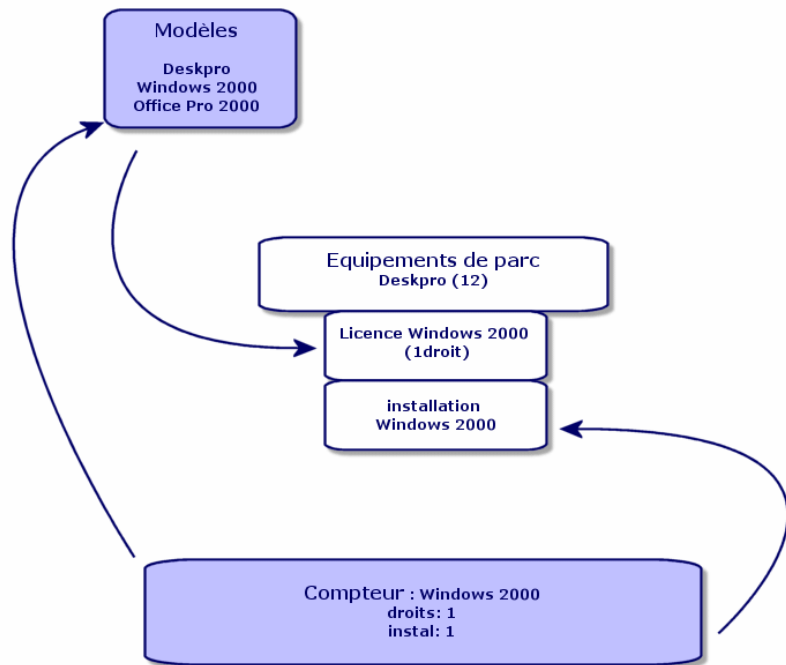 Modèles
Deskpro
Windows 2000
Office Pro 2000
Equipements de parc
Deskpro (12)
Licence Windows 2000
(1droit)
installation
Windows 2000
Compteur : Windows 2000
droits: 1
instal: 1